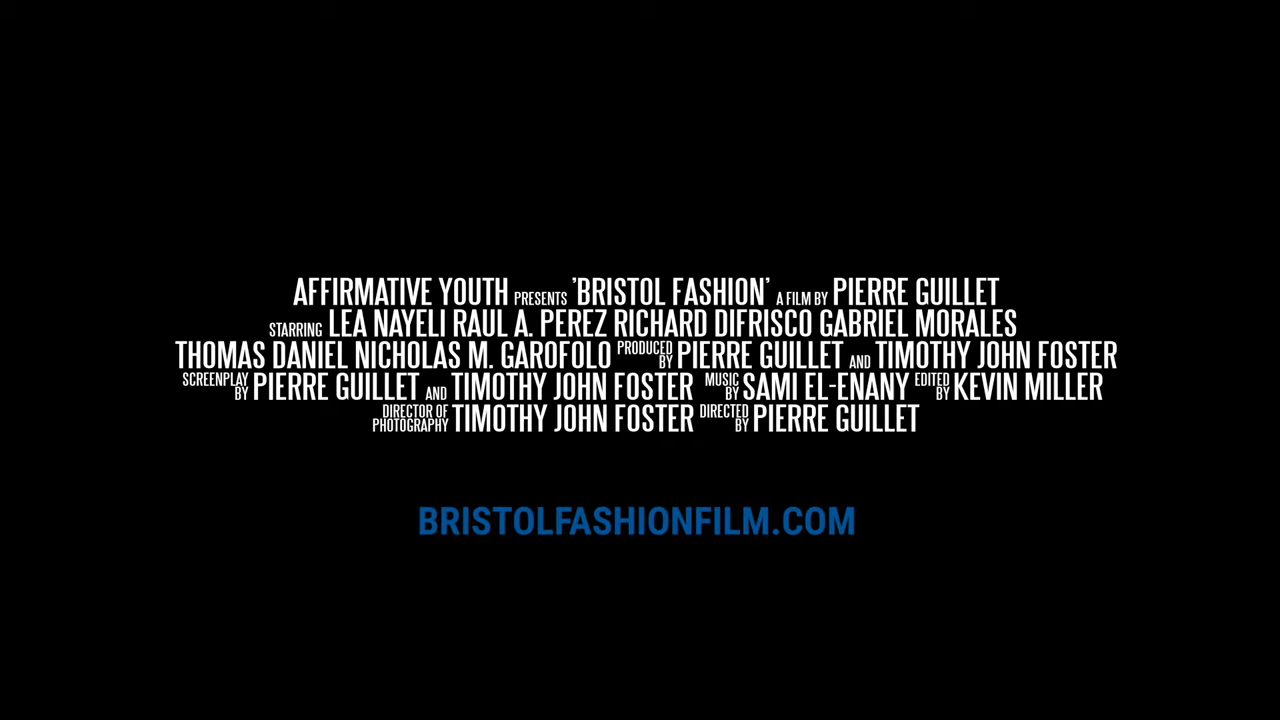 AFFIRMATIVE YOUTH PRESENTS 'BRISTOL FASHION' A FILM BY PIERRE GUILLET
STARRING LEA NAYELI RAUL A. PEREZ RICHARD DIFRISCO GABRIEL MORALES
THOMAS DANIEL NICHOLAS M. GAROFOLO PRODUCED BY PIERRE GUILLET AND TIMOTHY JOHN FOSTER
SCREENPLAY BY PIERRE GUILLET AND TIMOTHY JOHN FOSTER MUSIC BY SAMI EL-ENANY EDITED BY KEVIN MILLER
DIRECTOR OF PHOTOGRAPHY TIMOTHY JOHN FOSTER DIRECTED BY PIERRE GUILLET
BRISTOLFASHIONFILM.COM